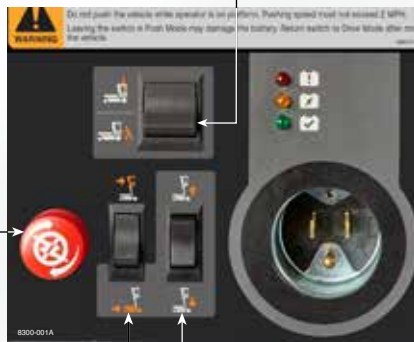 Do not push the vehicle while operator is on platform. Pushing speed must not exceed 2 MPH.
Leaving the switch in Push Mode may damage the battery. Return switch to Drive Mode after
the vehicle.
WARNING
8300-001A